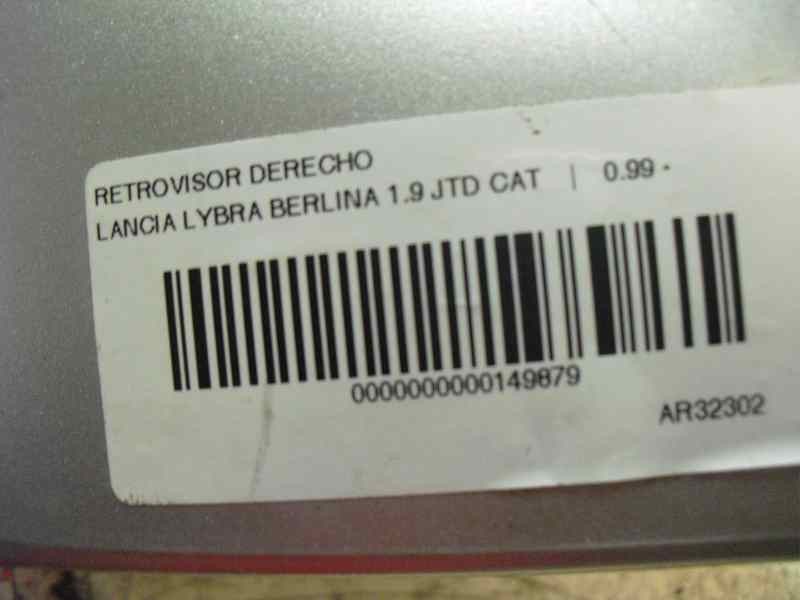 RETROVISOR DERECHO
LANCIA LYBRA BERLINA 1.9 JTD CAT | 0.99 -
0000000000149879
AR32302